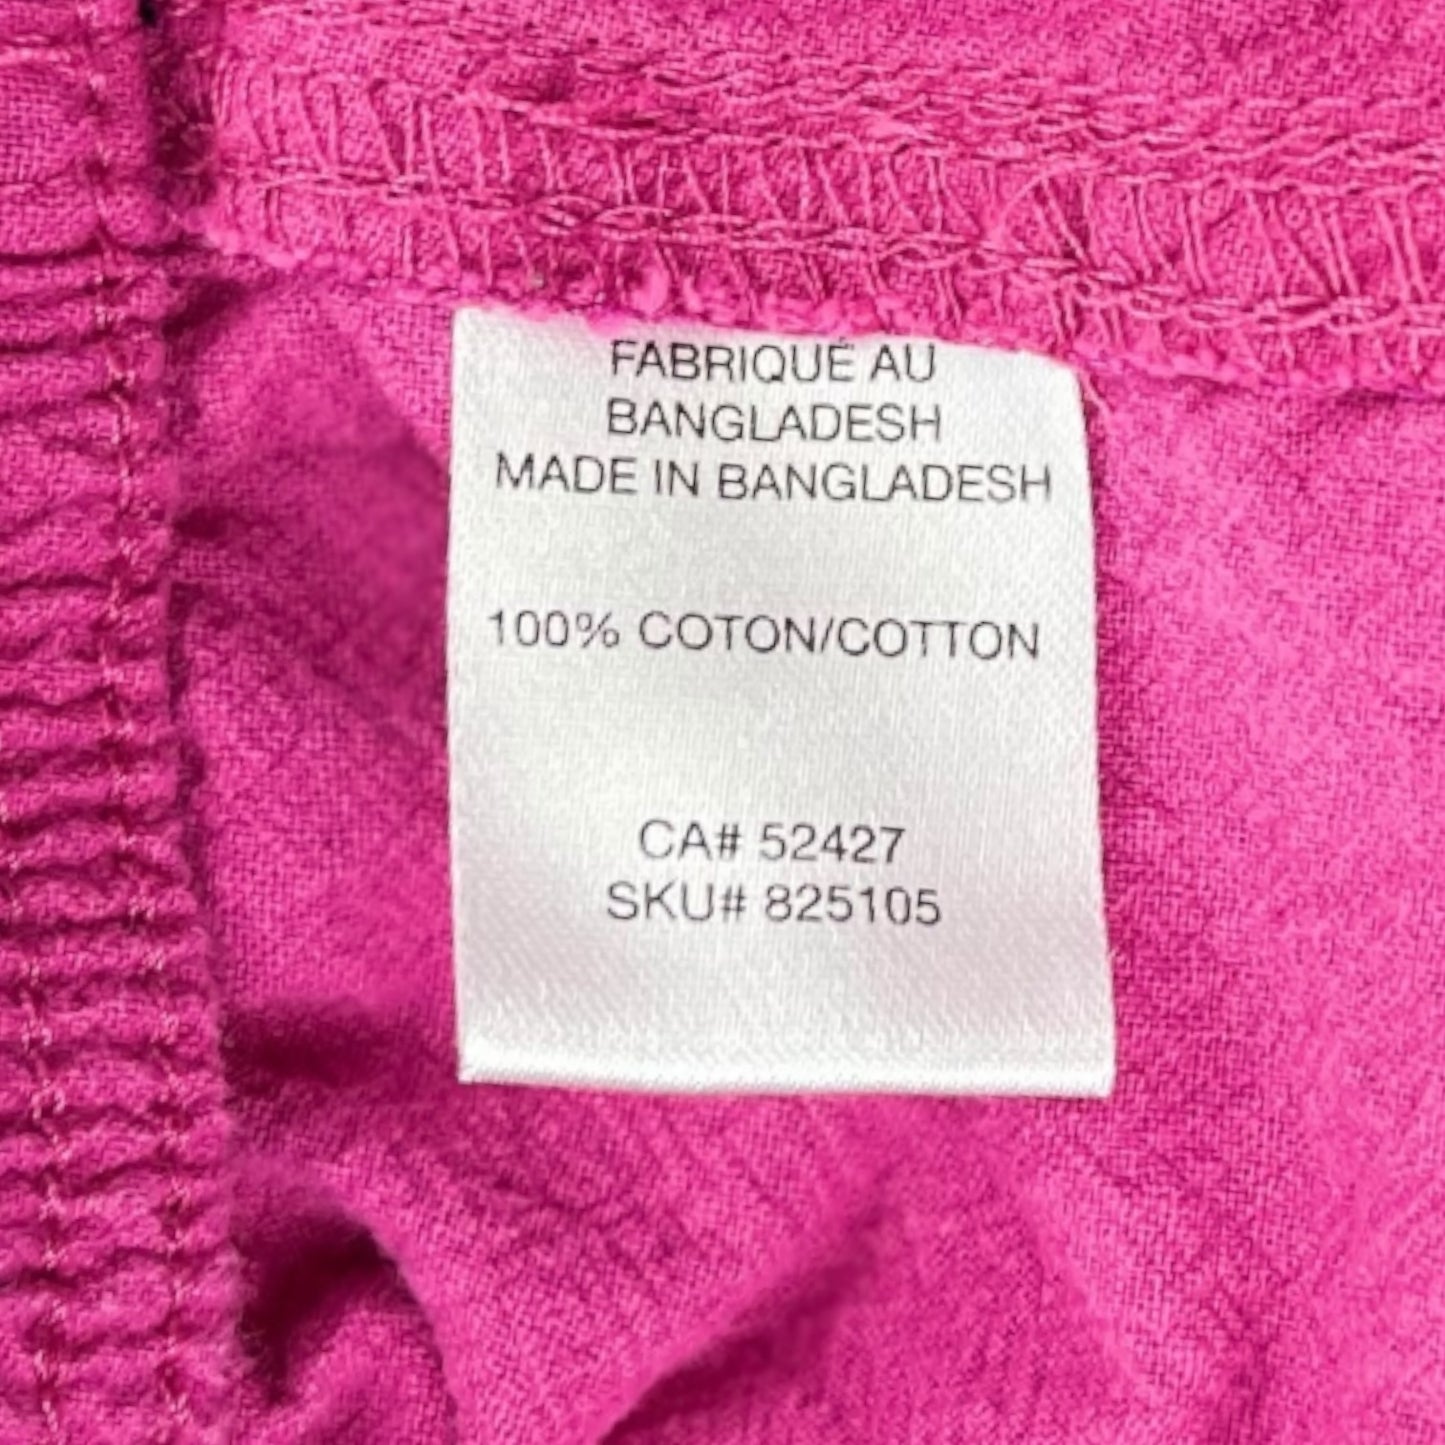 FABRIQUÉ AU
BANGLADESH
MADE IN BANGLADESH
100% COTON/COTTON
CA# 52427
SKU# 825105